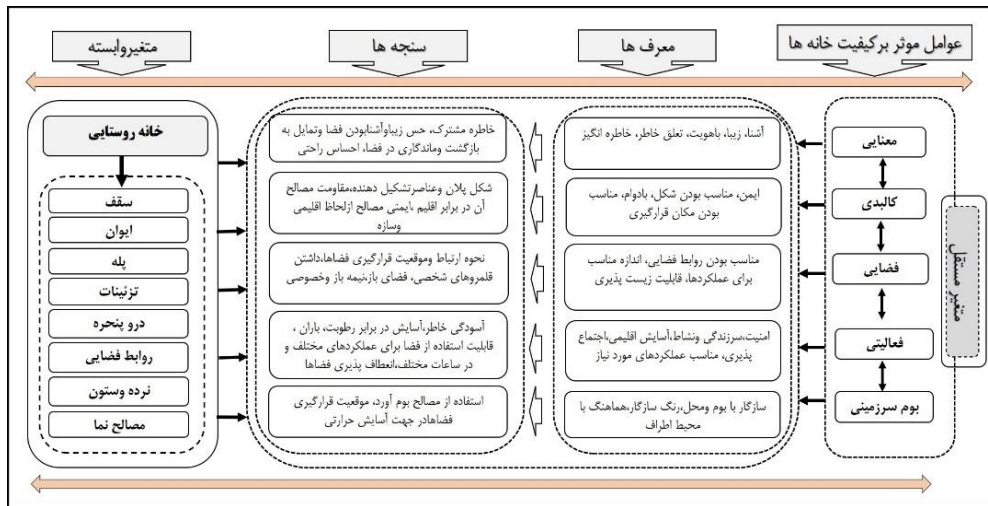 عوامل موثر برکیفیت خانه ها
معرف ها
سنجه ها
متغیروابسته
متغیر مستقل
معنایی
کالبدی
فضایی
فعالیتی
بوم سرزمینی
آشنا، زیبا، باهویت، تعلق خاطر، خاطره انگیز
ایمن، مناسب بودن شکل، بادوام، مناسب
بودن مکان قرارگیری
مناسب بودن روابط فضایی، اندازه مناسب
برای عملکردها، قابلیت زیست پذیری
امنیت،سرزندگی ونشاط،آسایش اقلیمی،اجتماع
پذیری، مناسب عملکردهای مورد نیاز
سازگار با بوم ومحل،رنگ سازگار،هماهنگ با
محیط اطراف
خاطره مشترک، حس زیباوآشنابودن فضا وتمایل به
بازگشت وماندگاری در فضا، احساس راحتی
شکل پلان وعناصرتشکیل دهنده،مقاومت مصالح
آن در برابر اقلیم ،ایمنی مصالح ازلحاظ اقلیمی
وسازه
نحوه ارتباط وموقعیت قرارگیری فضاها،داشتن
قلمروهای شخصی، فضای باز،نیمه باز وخصوصی
آسودگی خاطر،آسایش در برابر رطوبت، باران ،
قابلیت استفاده از فضا برای عملکردهای مختلف و
در ساعات مختلف،انعطاف پذیری فضاها
استفاده از مصالح بوم آورد، موقعیت قرارگیری
فضاهادر جهت آسایش حرارتی
خانه روستایی
سقف
ایوان
پله
تزئینات
درو پنجره
روابط فضایی
نرده وستون
مصالح نما